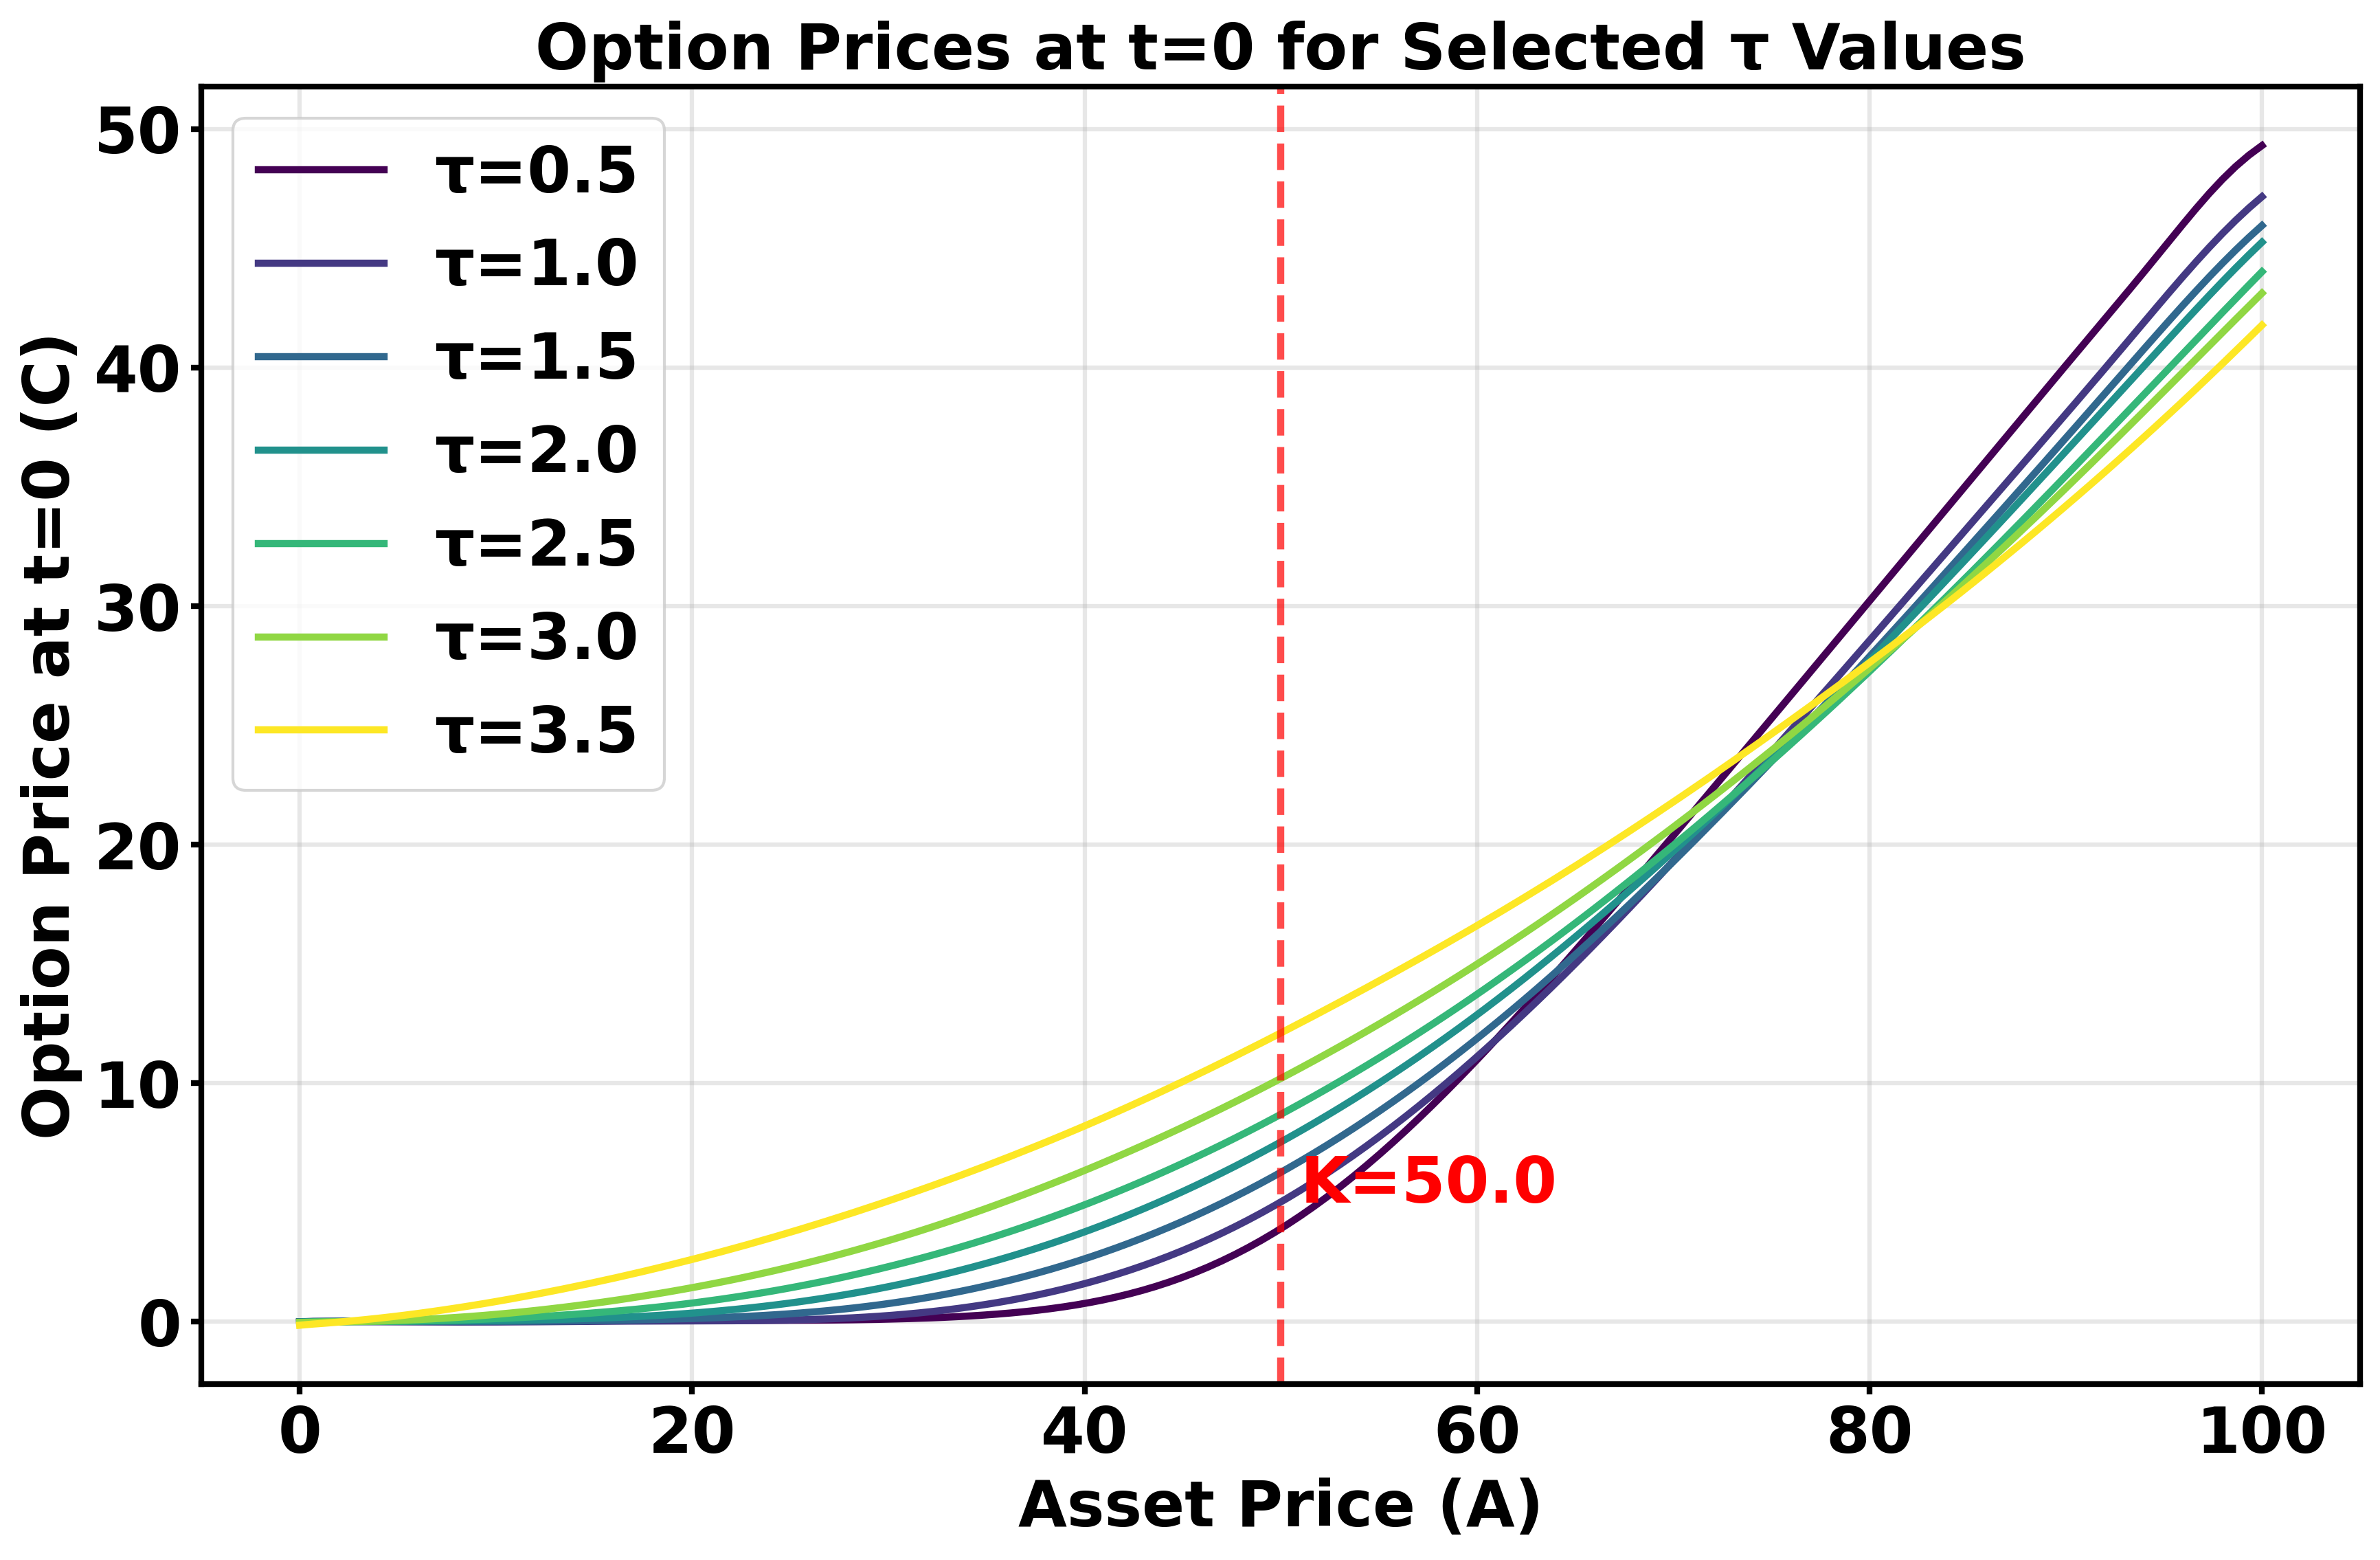 Option Prices at t=0 for Selected τ Values
Option Price at t=0 (C)
50
40
30
20
10
0
τ=0.5
τ=1.0
τ=1.5
τ=2.0
τ=2.5
τ=3.0
τ=3.5
K=50.0
0 20 40 60 80 100
Asset Price (A)